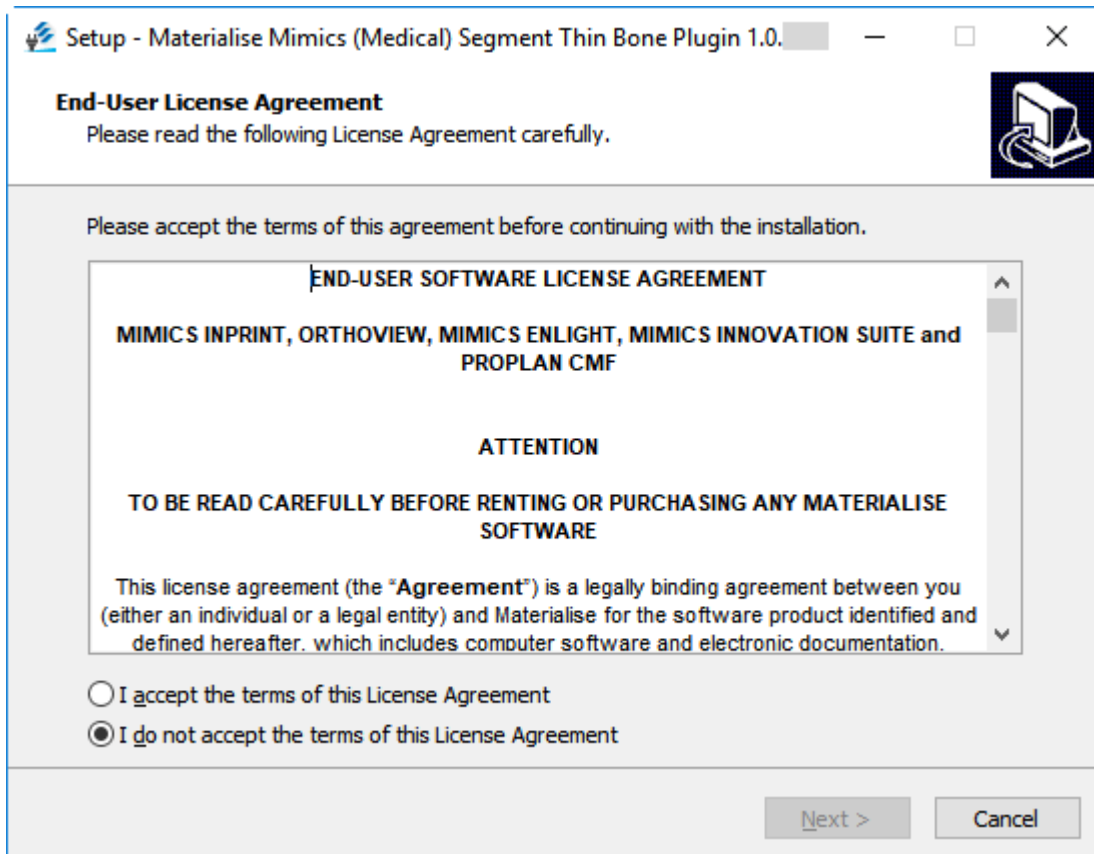 Setup - Materialise Mimics (Medical) Segment Thin Bone Plugin 1.0.
End-User License Agreement
Please read the following License Agreement carefully.
Please accept the terms of this agreement before continuing with the installation.
END-USER SOFTWARE LICENSE AGREEMENT
MIMICS INPRINT, ORTHOVIEW, MIMICS ENLIGHT, MIMICS INNOVATION SUITE and
PROPLAN CMF
ATTENTION
TO BE READ CAREFULLY BEFORE RENTING OR PURCHASING ANY MATERIALISE
SOFTWARE
This license agreement (the “Agreement”) is a legally binding agreement between you
(either an individual or a legal entity) and Materialise for the software product identified and
defined hereafter, which includes computer software and electronic documentation.
I accept the terms of this License Agreement
I do not accept the terms of this License Agreement
Next >
Cancel